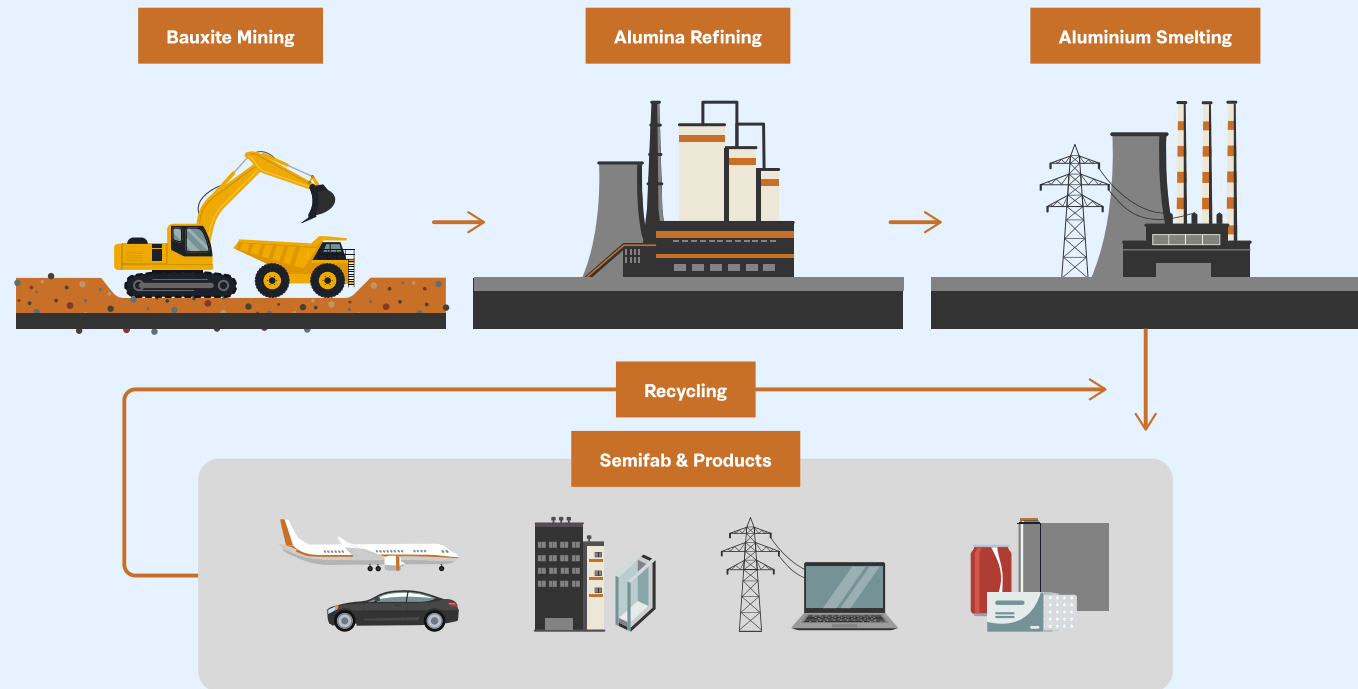 Bauxite Mining
Alumina Refining
Aluminium Smelting
Recycling
Semifab & Products